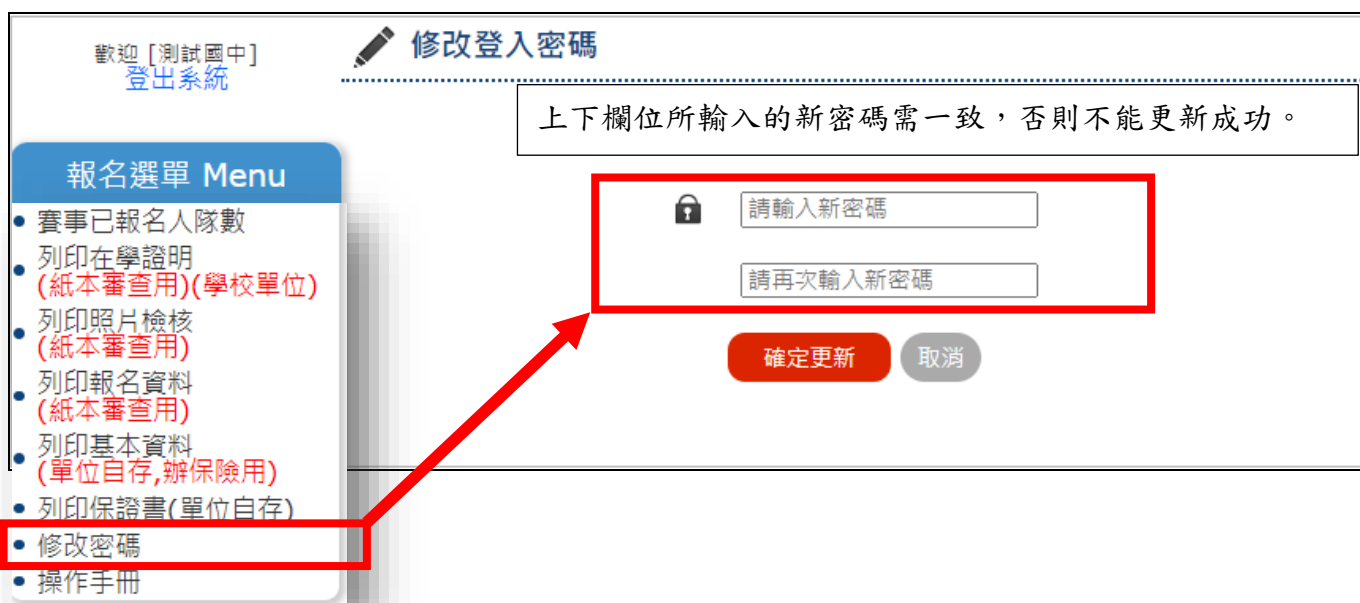 歡迎 [測試國中]
登出系統
修改登入密碼
上下欄位所輸入的新密碼需一致，否則不能更新成功。
報名選單 Menu
賽事已報名人隊數
列印在學證明
(紙本審查用)(學校單位)
列印照片檢核
(紙本審查用)
列印報名資料
(紙本審查用)
列印基本資料
(單位自存,辦保險用)
列印保證書(單位自存)
修改密碼
操作手冊
請輸入新密碼
請再次輸入新密碼
確定更新
取消